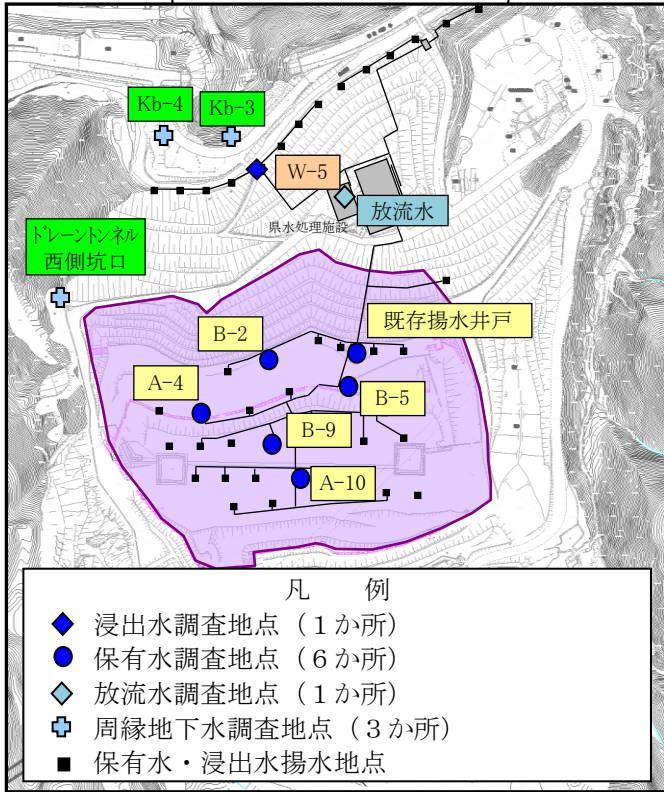 Kb-4
Kb-3
W-5
放流水
県水処理施設
ドレーントンネル
西側坑口
既存揚水井戸
B-2
A-4
B-5
B-9
A-10
凡 例
浸出水調査地点（１か所）
保有水調査地点（６か所）
放流水調査地点（１か所）
周縁地下水調査地点（３か所）
保有水・浸出水揚水地点